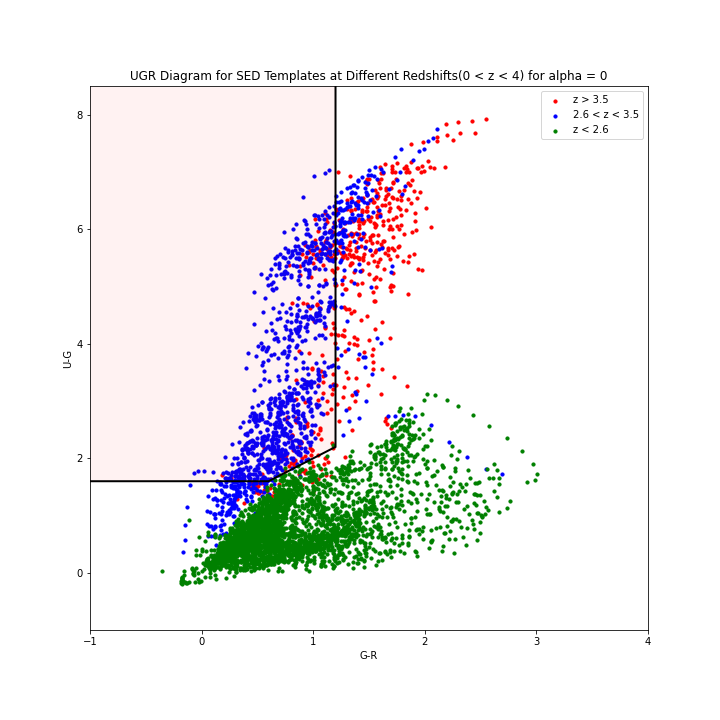 UGR Diagram for SED Templates at Different Redshifts(0 < z < 4) for alpha = 0
z > 3.5
2.6 < z < 3.5
z < 2.6
8
6
4
2
0
U-G
−1
0
1
2
3
4
G-R